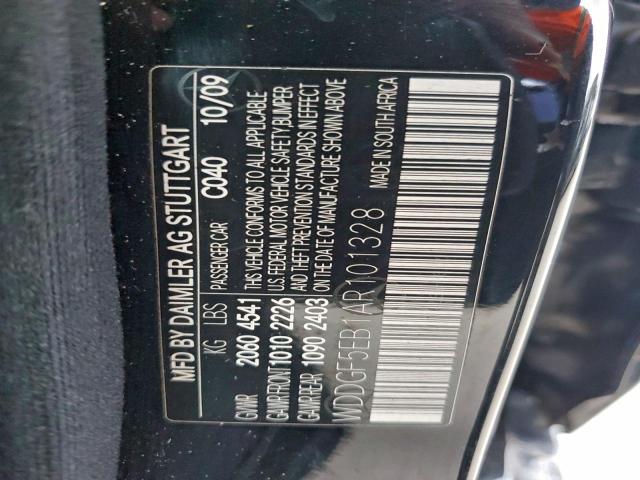 MFD BY DAIMLER AG STUTTGART
KG LBS PASSENGER CAR C040 10/09
GVWR 2060 4541 THIS VEHICLE CONFORMS TO ALL APPLICABLE
GAWR FRONT 1010 2226 U.S. FEDERAL MOTOR VEHICLE SAFETY BUMPER
GAWR REAR 1090 2403 AND THEFT PREVENTION STANDARDS IN EFFECT
ON THE DATE OF MANUFACTURE SHOWN ABOVE
WDDGF5EB1AR101328 MADE IN SOUTH AFRICA